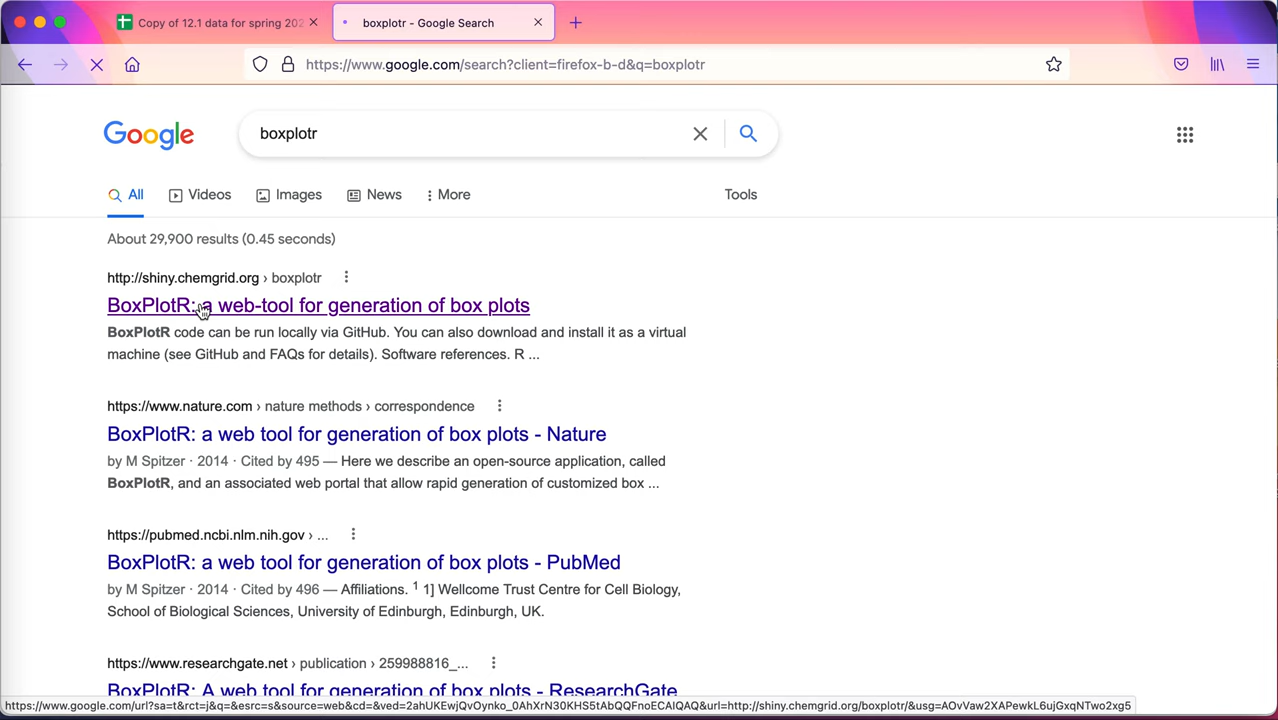 Copy of 12.1 data for spring 202
boxplotr - Google Search
https://www.google.com/search?client=firefox-b-d&q=boxplotr
Google
boxplotr
All
Videos
Images
News
More
Tools
About 29,900 results (0.45 seconds)
http://shiny.chemgrid.org › boxplotr
BoxPlotR: a web-tool for generation of box plots
BoxPlotR code can be run locally via GitHub. You can also download and install it as a virtual
machine (see GitHub and FAQs for details). Software references. R ...
https://www.nature.com › nature methods › correspondence
BoxPlotR: a web tool for generation of box plots - Nature
by M Spitzer · 2014 · Cited by 495 — Here we describe an open-source application, called
BoxPlotR, and an associated web portal that allow rapid generation of customized box ...
https://pubmed.ncbi.nlm.nih.gov › ...
BoxPlotR: a web tool for generation of box plots - PubMed
by M Spitzer · 2014 · Cited by 496 — Affiliations. 1 1] Wellcome Trust Centre for Cell Biology,
School of Biological Sciences, University of Edinburgh, Edinburgh, UK.
https://www.researchgate.net › publication › 259988816_...
BoxPlotR: A web tool for generation of box plots - ResearchGate
https://www.google.com/url?sa=t&rct=j&q=&esrc=s&source=web&cd=&ved=2ahUKEwjQvOynko_0AhXrN30KHS5tAbQQFnoECAIQAQ&url=http://shiny.chemgrid.org/boxplotr/&usg=AOvVaw2XAPewkL6ujGxqNTwo2xg5